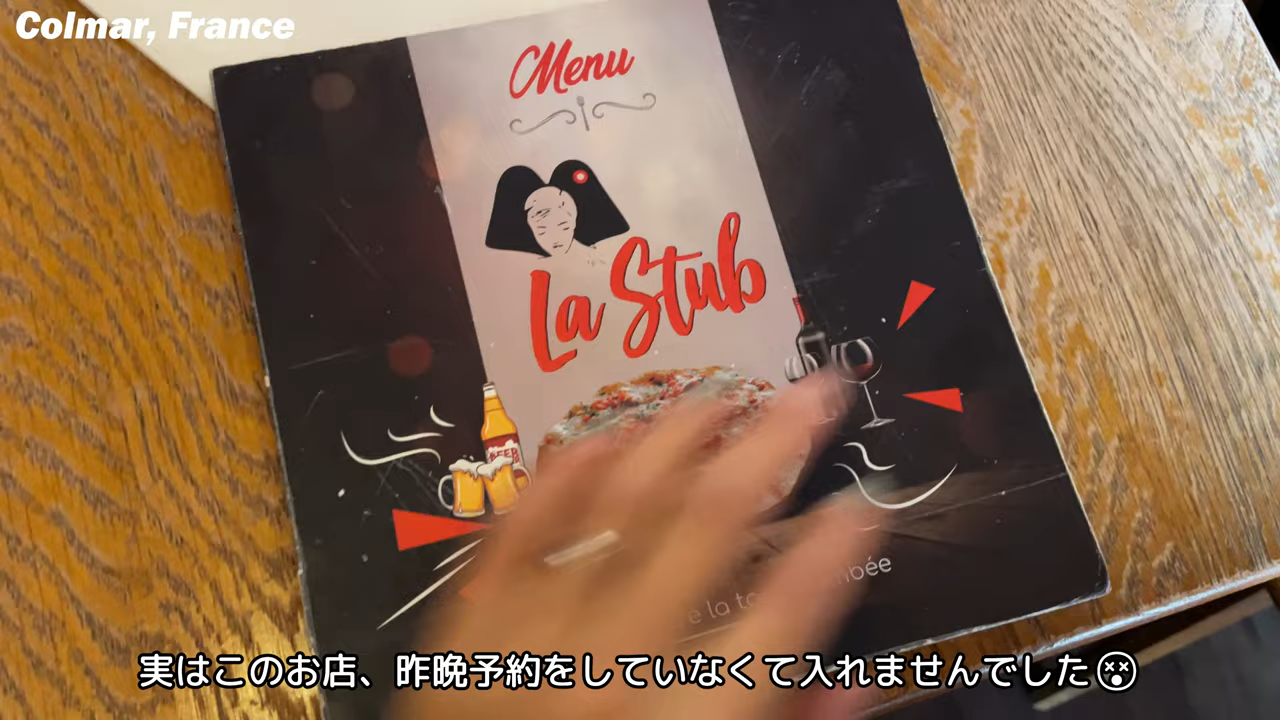 Colmar, France
Menu
La Stub
BEER
e la
実はこのお店、昨晩予約をしていなくて入れませんでした😵